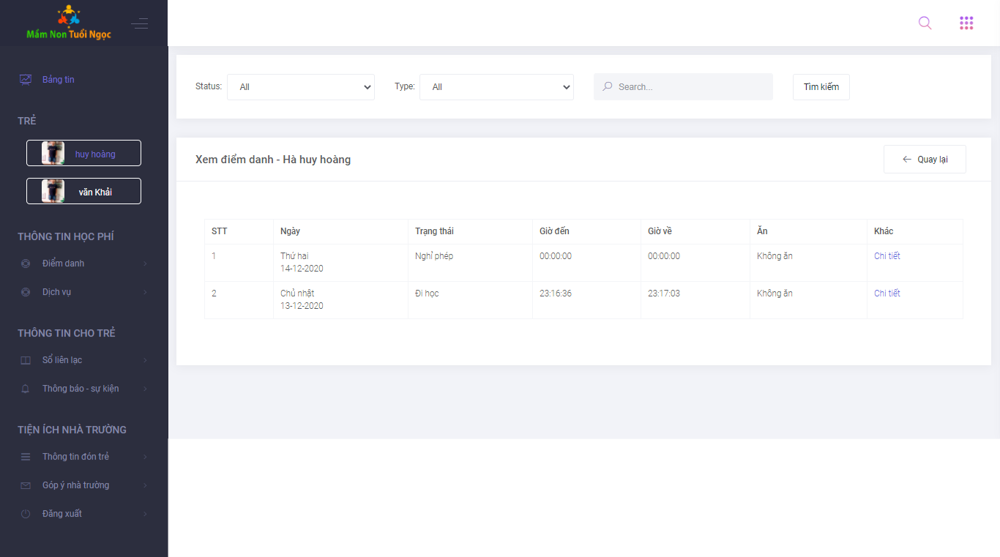 Mầm Non Tuổi Ngọc
Bảng tin
TRẺ
huy hoàng
văn Khải
THÔNG TIN HỌC PHÍ
Điểm danh
Dịch vụ
THÔNG TIN CHO TRẺ
Sổ liên lạc
Thông báo - sự kiện
TIỆN ÍCH NHÀ TRƯỜNG
Thông tin đón trẻ
Góp ý nhà trường
Đăng xuất
Status: All Type: All Search... Tìm kiếm
Xem điểm danh - Hà huy hoàng Quay lại
STT Ngày Trạng thái Giờ đến Giờ về Ăn Khác
1 Thứ hai Nghỉ phép 00:00:00 00:00:00 Không ăn Chi tiết
14-12-2020
2 Chủ nhật Đi học 23:16:36 23:17:03 Không ăn Chi tiết
13-12-2020